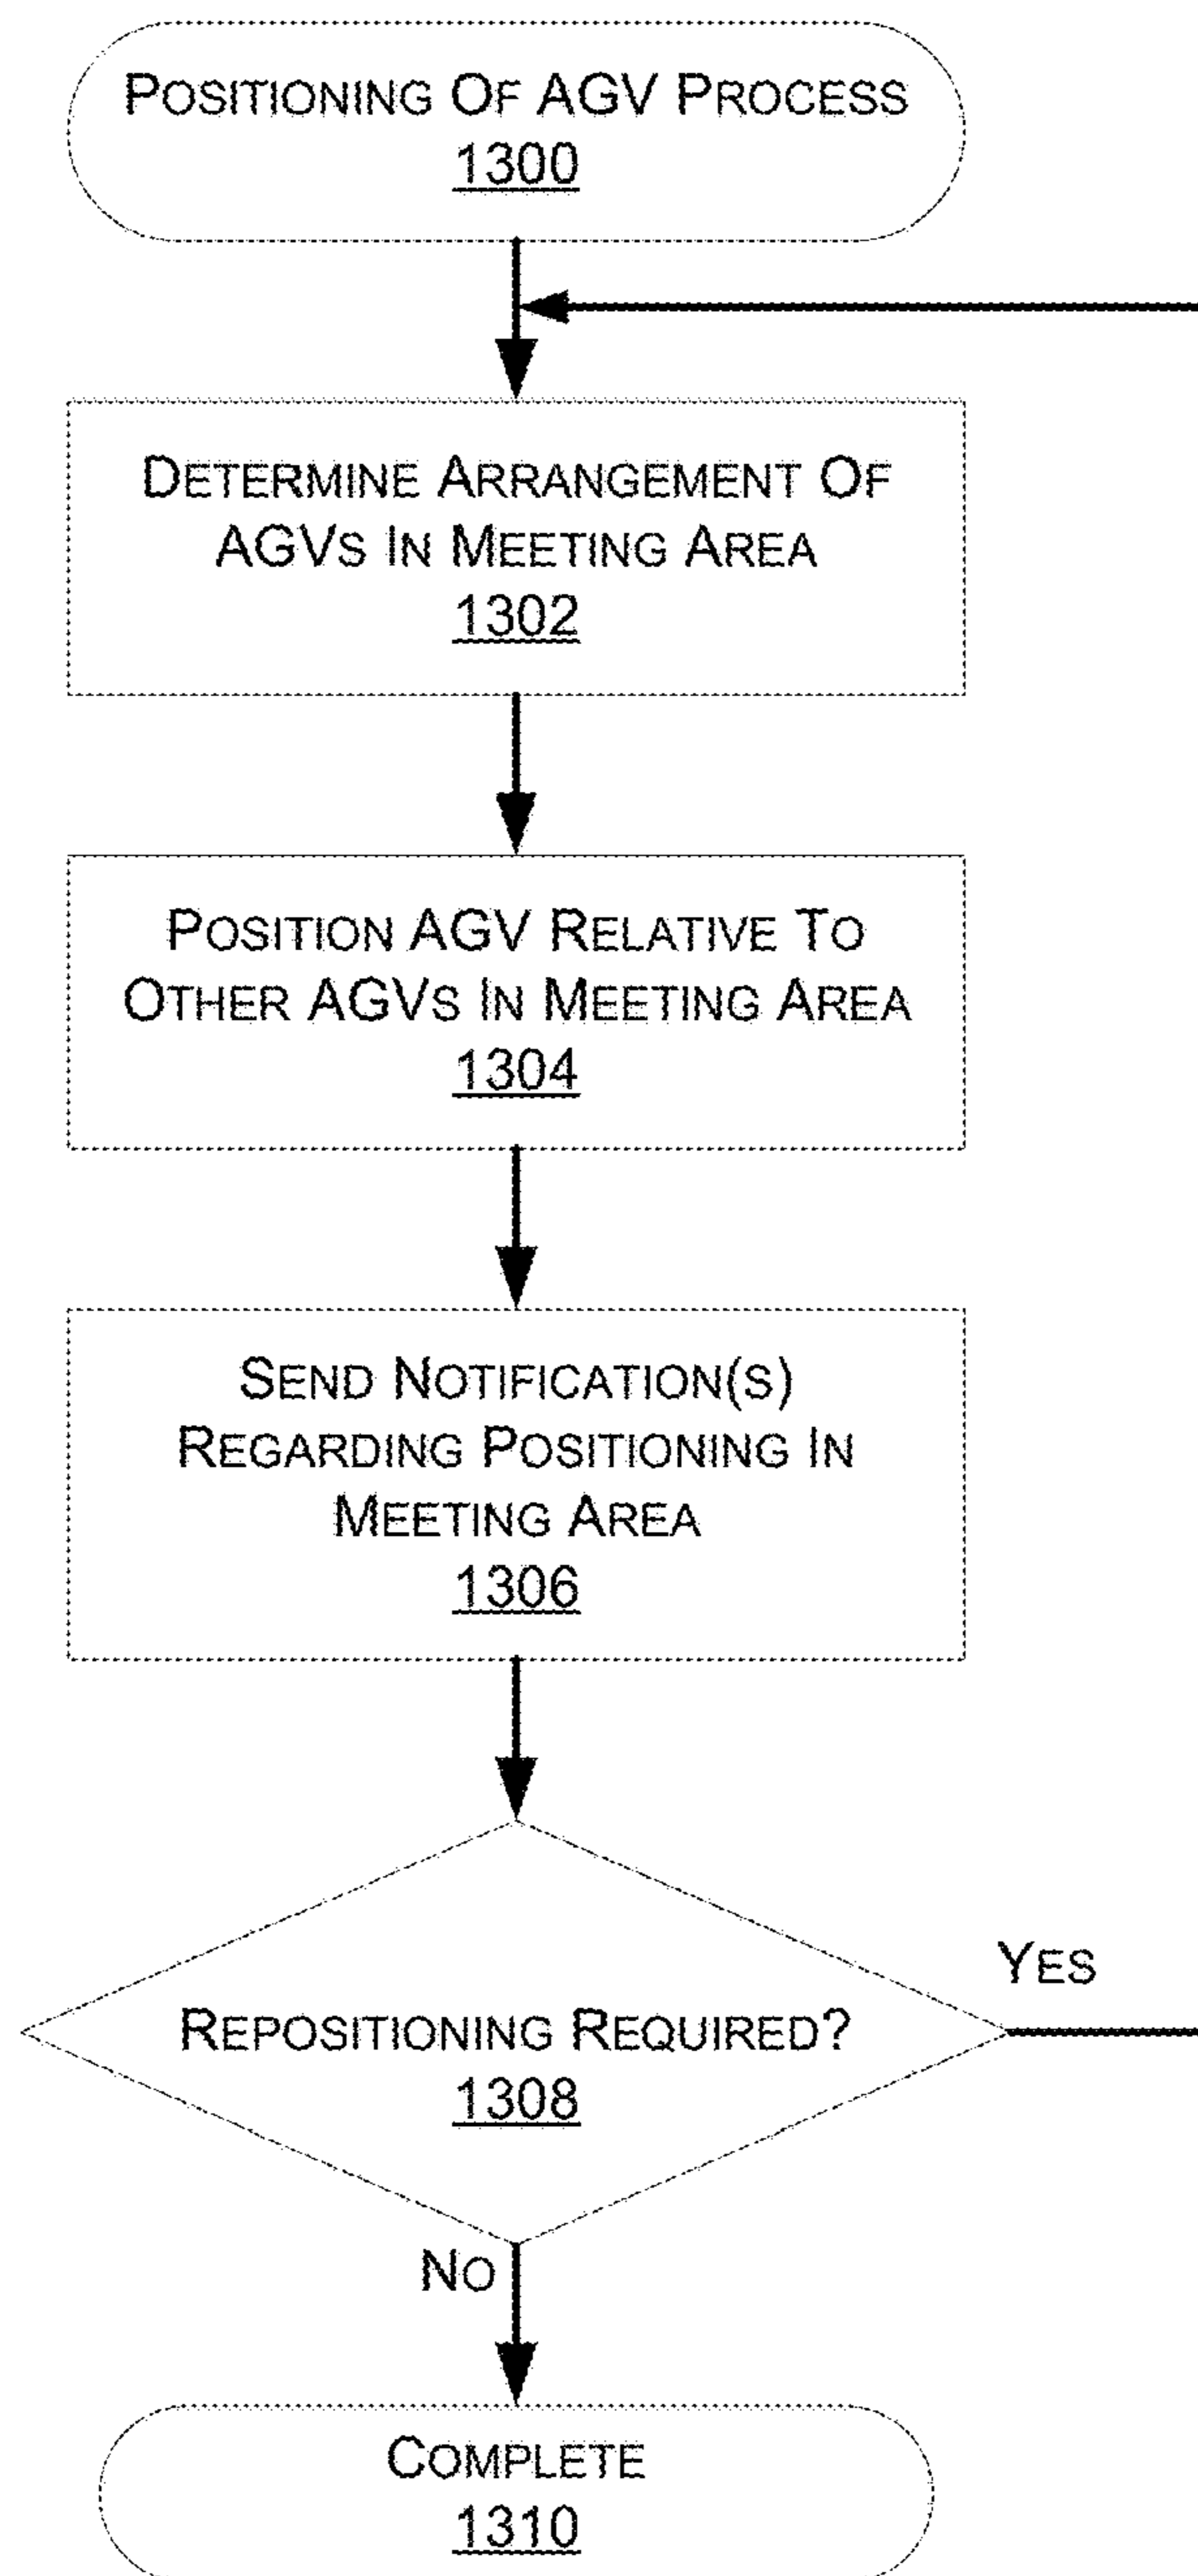 POSITIONING OF AGV PROCESS
1300
DETERMINE ARRANGEMENT OF
AGVS IN MEETING AREA
1302
POSITION AGV RELATIVE TO
OTHER AGVS IN MEETING AREA
1304
SEND NOTIFICATION(S)
REGARDING POSITIONING IN
MEETING AREA
1306
REPOSITIONING REQUIRED?
1308
YES
NO
COMPLETE
1310